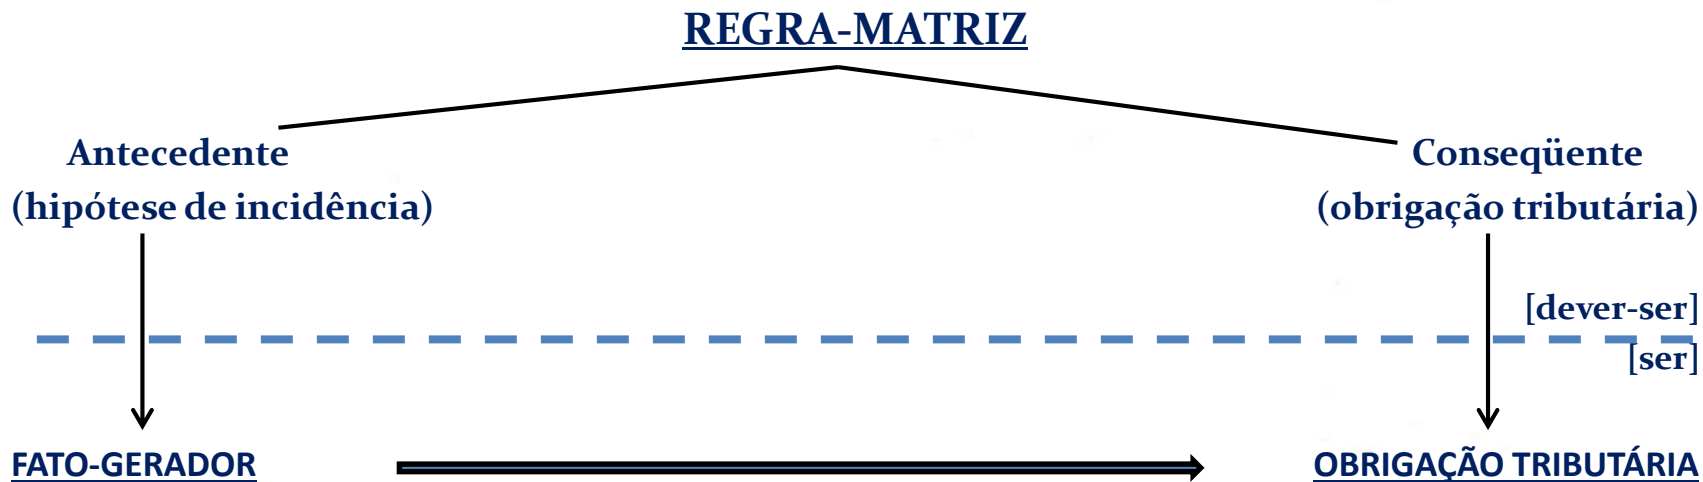 REGRA-MATRIZ
Antecedente
(hipótese de incidência)
Conseqüente
(obrigação tributária)
[dever-ser]
[ser]
FATO-GERADOR
OBRIGAÇÃO TRIBUTÁRIA